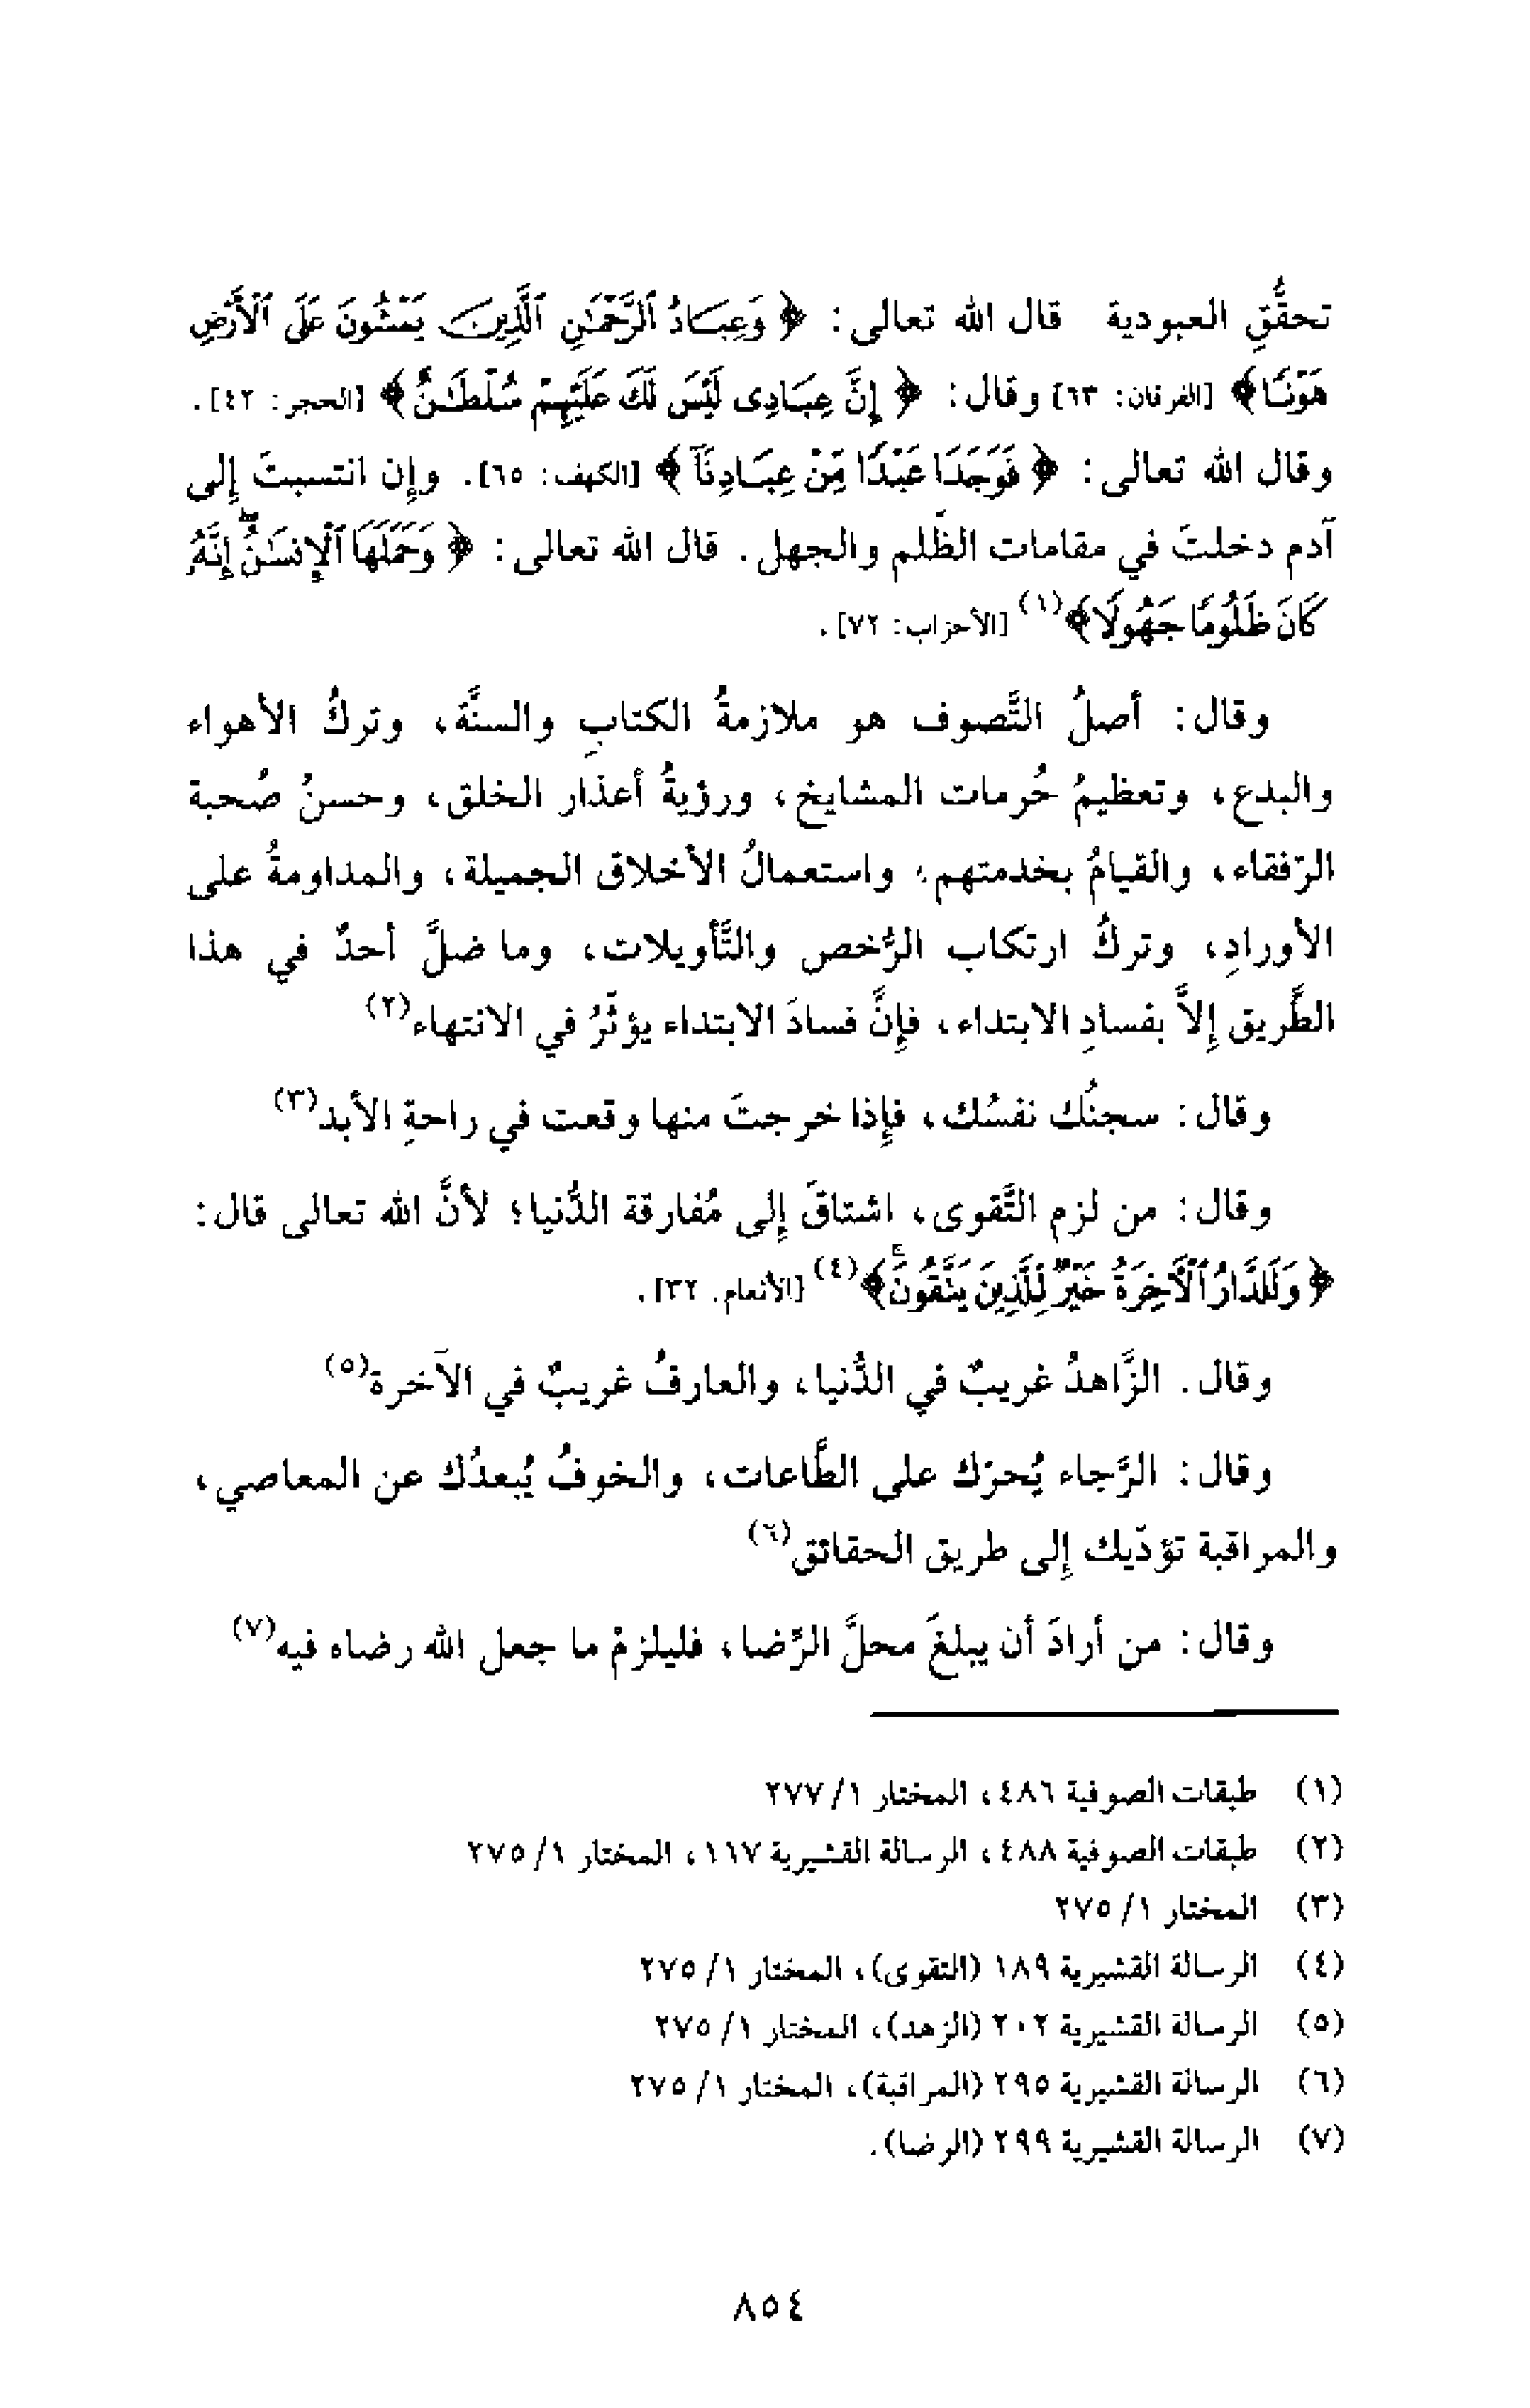 تحقُّقِ العبودية قال الله تعالى: ﴿ وَعِبَادُ ٱلرَّحْمَٰنِ ٱلَّذِينَ يَمْشُونَ عَلَى ٱلْأَرْضِ
هَوْنًا﴾ [الفرقان: ٦٣] وقال: ﴿ إِنَّ عِبَادِى لَيْسَ لَكَ عَلَيْهِمْ سُلْطَـٰنٌ ﴾ [الحجر: ٤٢].
وقال الله تعالى: ﴿ فَوَجَدَا عَبْدًا مِّنْ عِبَادِنَآ ﴾ [الكهف: ٦٥]. وإن انتسبتَ إلى
آدم دخلتَ في مقامات الظّلم والجهل. قال الله تعالى: ﴿ وَحَمَلَهَا ٱلْإِنسَـٰنُۖ إِنَّهُۥ
كَانَ ظَلُومًا جَهُولًا﴾(١) [الأحزاب: ٧٢].
وقال: أصلُ التَّصوف هو ملازمةُ الكتابِ والسنَّة، وتركُ الأهواء
والبدع، وتعظيمُ حُرمات المشايخ، ورؤيةُ أعذار الخلق، وحسنُ صُحبة
الرّفقاء، والقيامُ بخدمتهم، واستعمالُ الأخلاق الجميلة، والمداومةُ على
الأورادِ، وتركُ ارتكاب الرُّخص والتَّأويلات، وما ضلَّ أحدٌ في هذا
الطَّريق إلاَّ بفسادِ الابتداء، فإنَّ فسادَ الابتداء يؤثّرُ في الانتهاء(٢)
وقال: سجنُك نفسُك، فإذا خرجتَ منها وقعت في راحةِ الأبد(٣)
وقال: من لزم التَّقوى، اشتاقَ إلى مُفارقة الدُّنيا؛ لأنَّ الله تعالى قال:
﴿ وَلَلدَّارُ ٱلْأَخِرَةُ خَيْرٌ لِّلَّذِينَ يَتَّقُونَۚ﴾(٤) [الأنعام. ٣٢].
وقال. الزَّاهدُ غريبٌ في الدُّنيا، والعارفُ غريبٌ في الآخرة(٥)
وقال: الرَّجاء يُحرّك على الطَّاعات، والخوفُ يُبعدُك عن المعاصي،
والمراقبة تؤدّيك إلى طريق الحقائق(٦)
وقال: من أرادَ أن يبلغَ محلَّ الرِّضا، فليلزمْ ما جعل الله رضاه فيه(٧)
(١) طبقات الصوفية ٤٨٦، المختار ١/ ٢٧٧
(٢) طبقات الصوفية ٤٨٨، الرسالة القشيرية ١٦٧، المختار ١/ ٢٧٥
(٣) المختار ١/ ٢٧٥
(٤) الرسالة القشيرية ١٨٩ (التقوى)، المختار ١/ ٢٧٥
(٥) الرسالة القشيرية ٢٠٢ (الزهد)، المختار ١/ ٢٧٥
(٦) الرسالة القشيرية ٢٩٥ (المراقبة)، المختار ١/ ٢٧٥
(٧) الرسالة القشيرية ٢٩٩ (الرضا).
٨٥٤